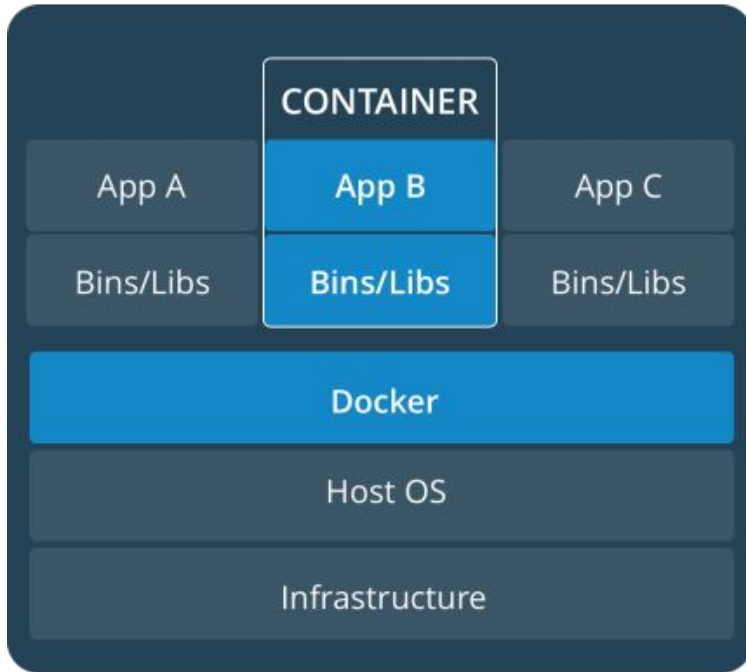 CONTAINER
App A
App B
App C
Bins/Libs
Bins/Libs
Bins/Libs
Docker
Host OS
Infrastructure